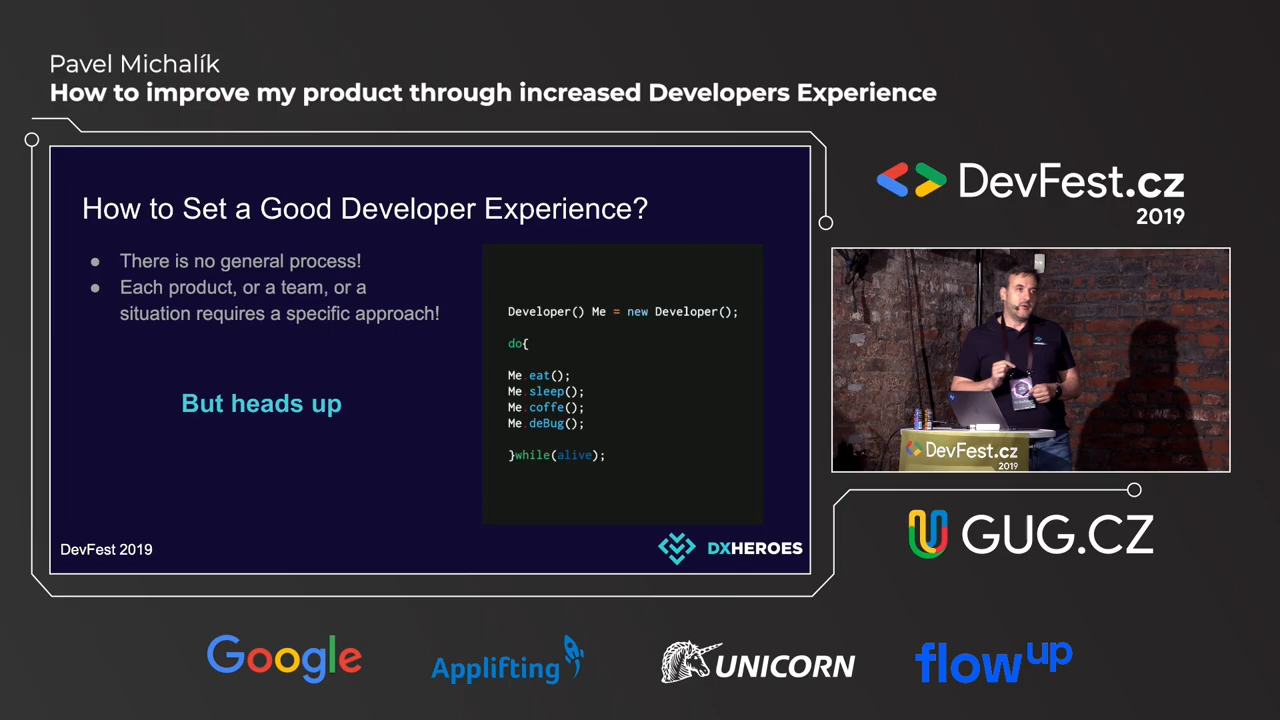 Pavel Michalík
How to improve my product through increased Developers Experience
How to Set a Good Developer Experience?
● There is no general process!
● Each product, or a team, or a
situation requires a specific approach!
But heads up
Developer() Me = new Developer();
do{
Me.eat();
Me.sleep();
Me.coffe();
Me.deBug();
}while(alive);
DevFest 2019
DXHEROES
DevFest.cz
2019
DevFest.cz
2019
GUG.CZ
Google
Applifting
UNICORN
flowup